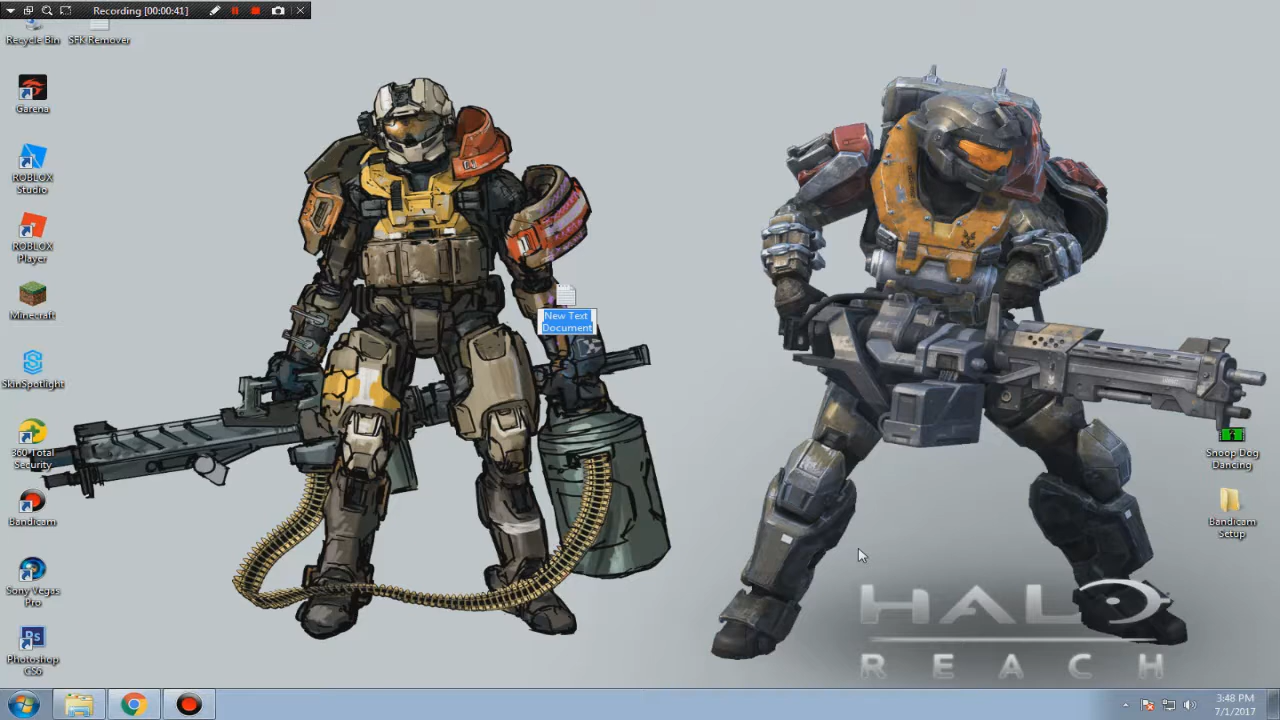 Recording [00:00:41]
Recycle Bin
SFK Remover
Garena
ROBLOX
Studio
ROBLOX
Player
Minecraft
SkinSpotlight
360 Total
Security
Bandicam
Sony Vegas
Pro
Ps
Photoshop
CS6
New Text
Document
Snoop Dog
Dancing
Bandicam
Setup
HALO
REACH
3:48 PM
7/1/2017